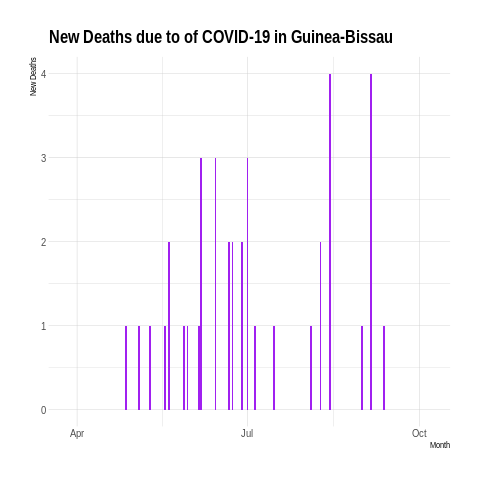 New Deaths due to of COVID-19 in Guinea-Bissau
New Deaths
4
3
2
1
0
Apr Jul Oct
Month